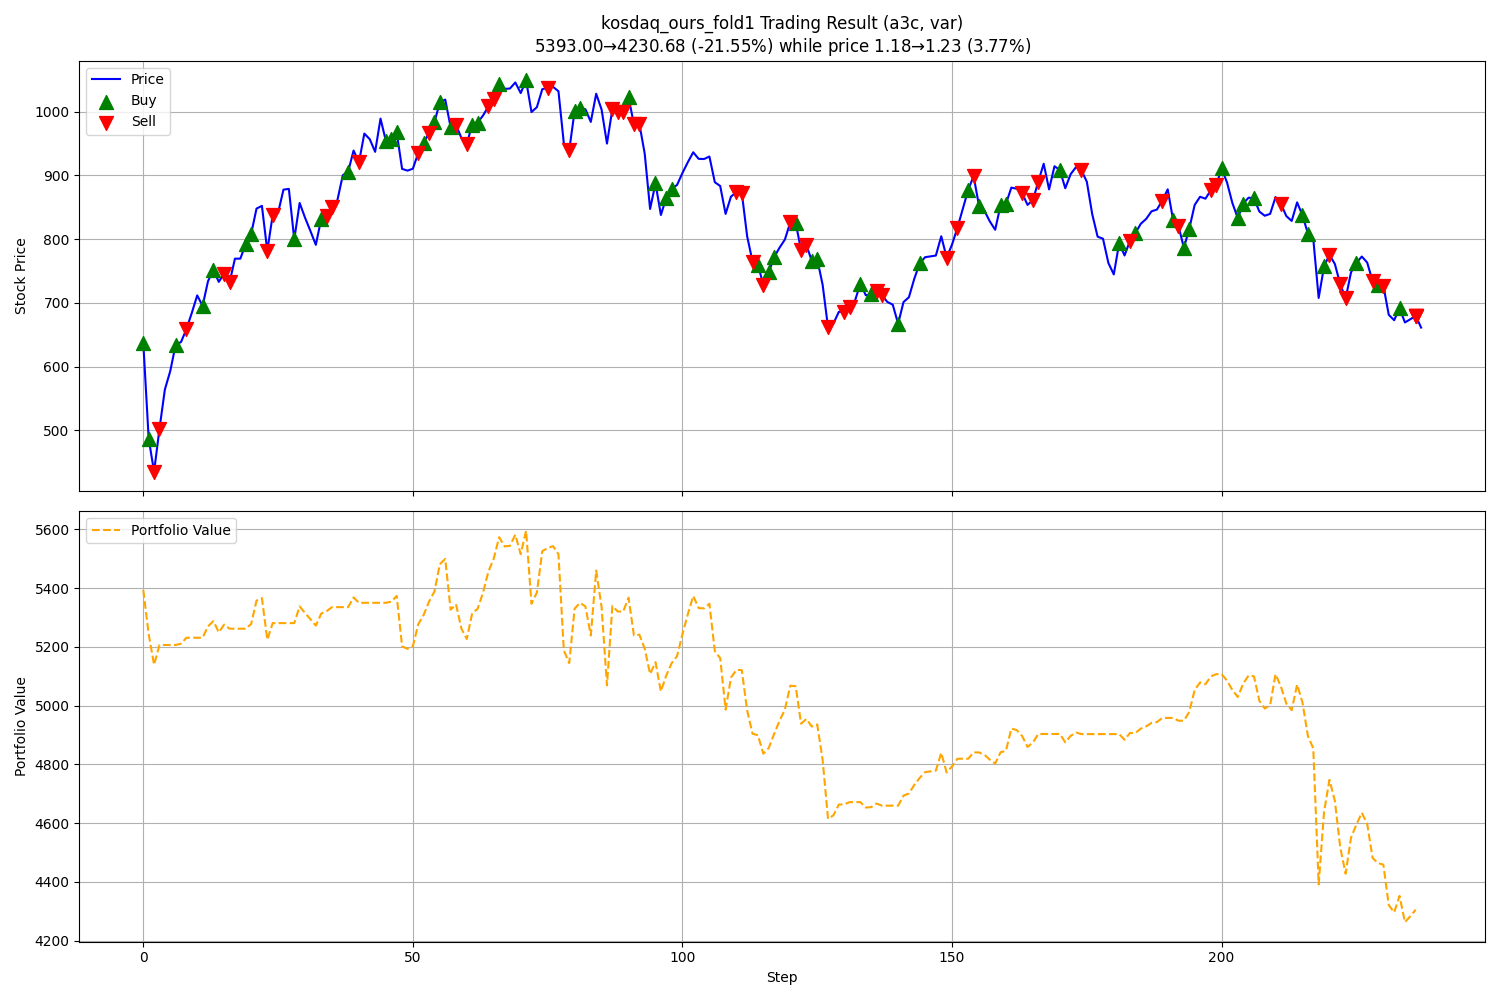 kosdaq_ours_fold1 Trading Result (a3c, var)
5393.00→4230.68 (-21.55%) while price 1.18→1.23 (3.77%)
Price
Buy
Sell
Stock Price
1000
900
800
700
600
500
Portfolio Value
Portfolio Value
5600
5400
5200
5000
4800
4600
4400
4200
0 50 100 150 200
Step